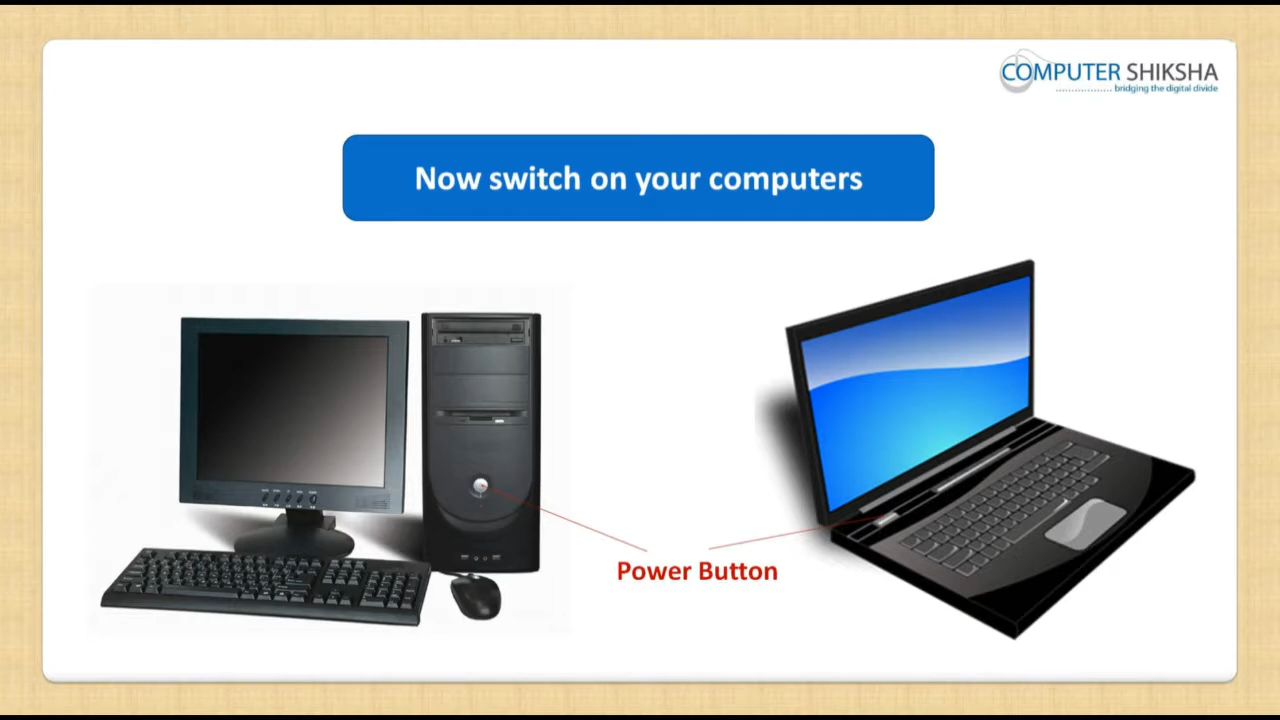 COMPUTER SHIKSHA
bridging the digital divide
Now switch on your computers
Power Button